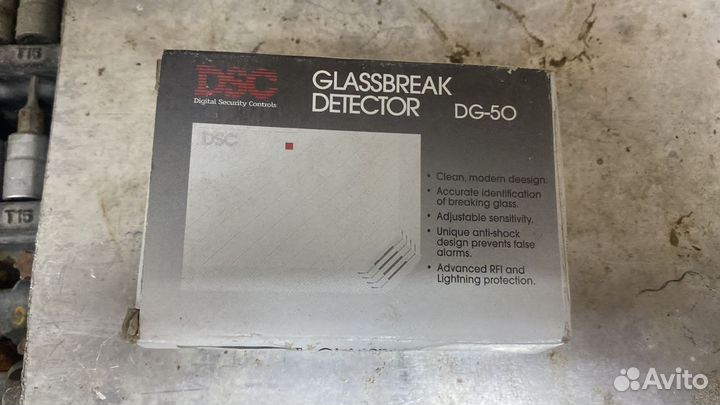 DSC
Digital Security Controls
GLASSBREAK
DETECTOR DG-50
DSC
• Clean, modern deesign.
• Accurate identification
of breaking glass.
• Adjustable sensitivity.
• Unique anti-shock
design prevents false
alarms.
• Advanced RFI and
Lightning protection.
T15
T15
Avito